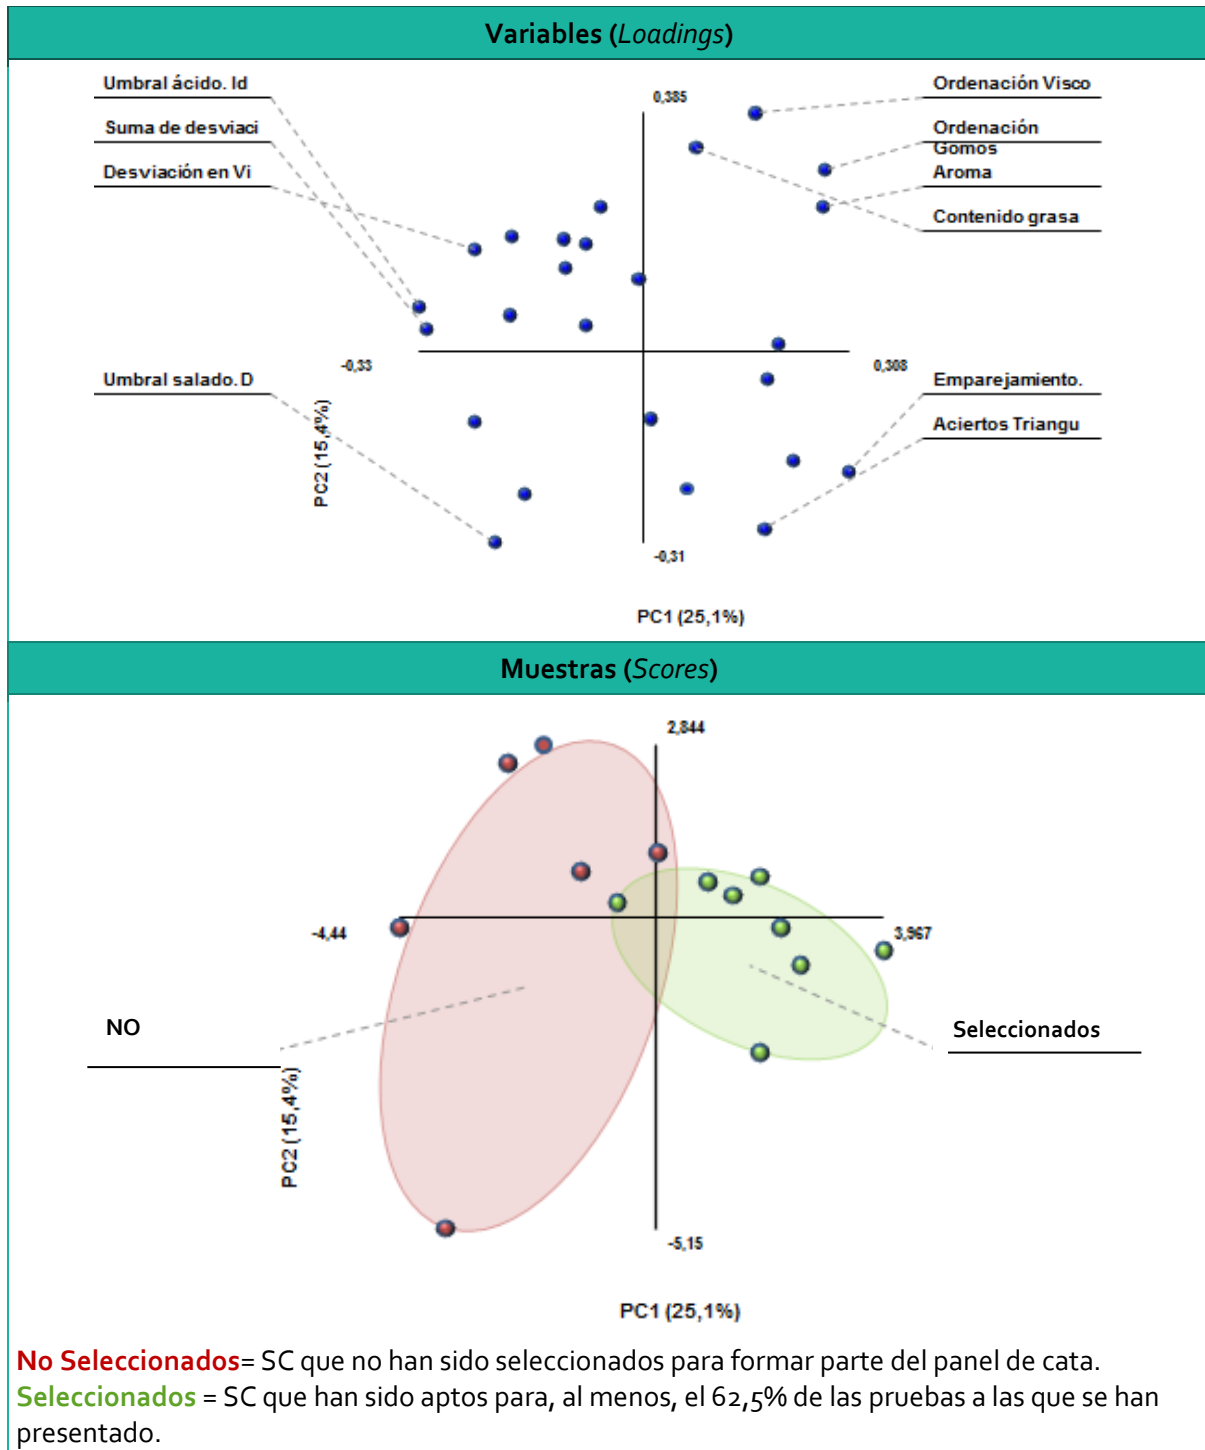 Variables (Loadings)
Umbral ácido. Id
Suma de desviaci
Desviación en Vi
0,385
Ordenación Visco
Ordenación
Gomos
Aroma
Contenido grasa
-0,33
0,308
Umbral salado. D
Emparejamiento.
Aciertos Triangu
PC2 (15,4%)
-0,31
PC1 (25,1%)
Muestras (Scores)
2,844
-4,44
3,967
NO
Seleccionados
PC2 (15,4%)
-5,15
PC1 (25,1%)
No Seleccionados= SC que no han sido seleccionados para formar parte del panel de cata.
Seleccionados = SC que han sido aptos para, al menos, el 62,5% de las pruebas a las que se han
presentado.